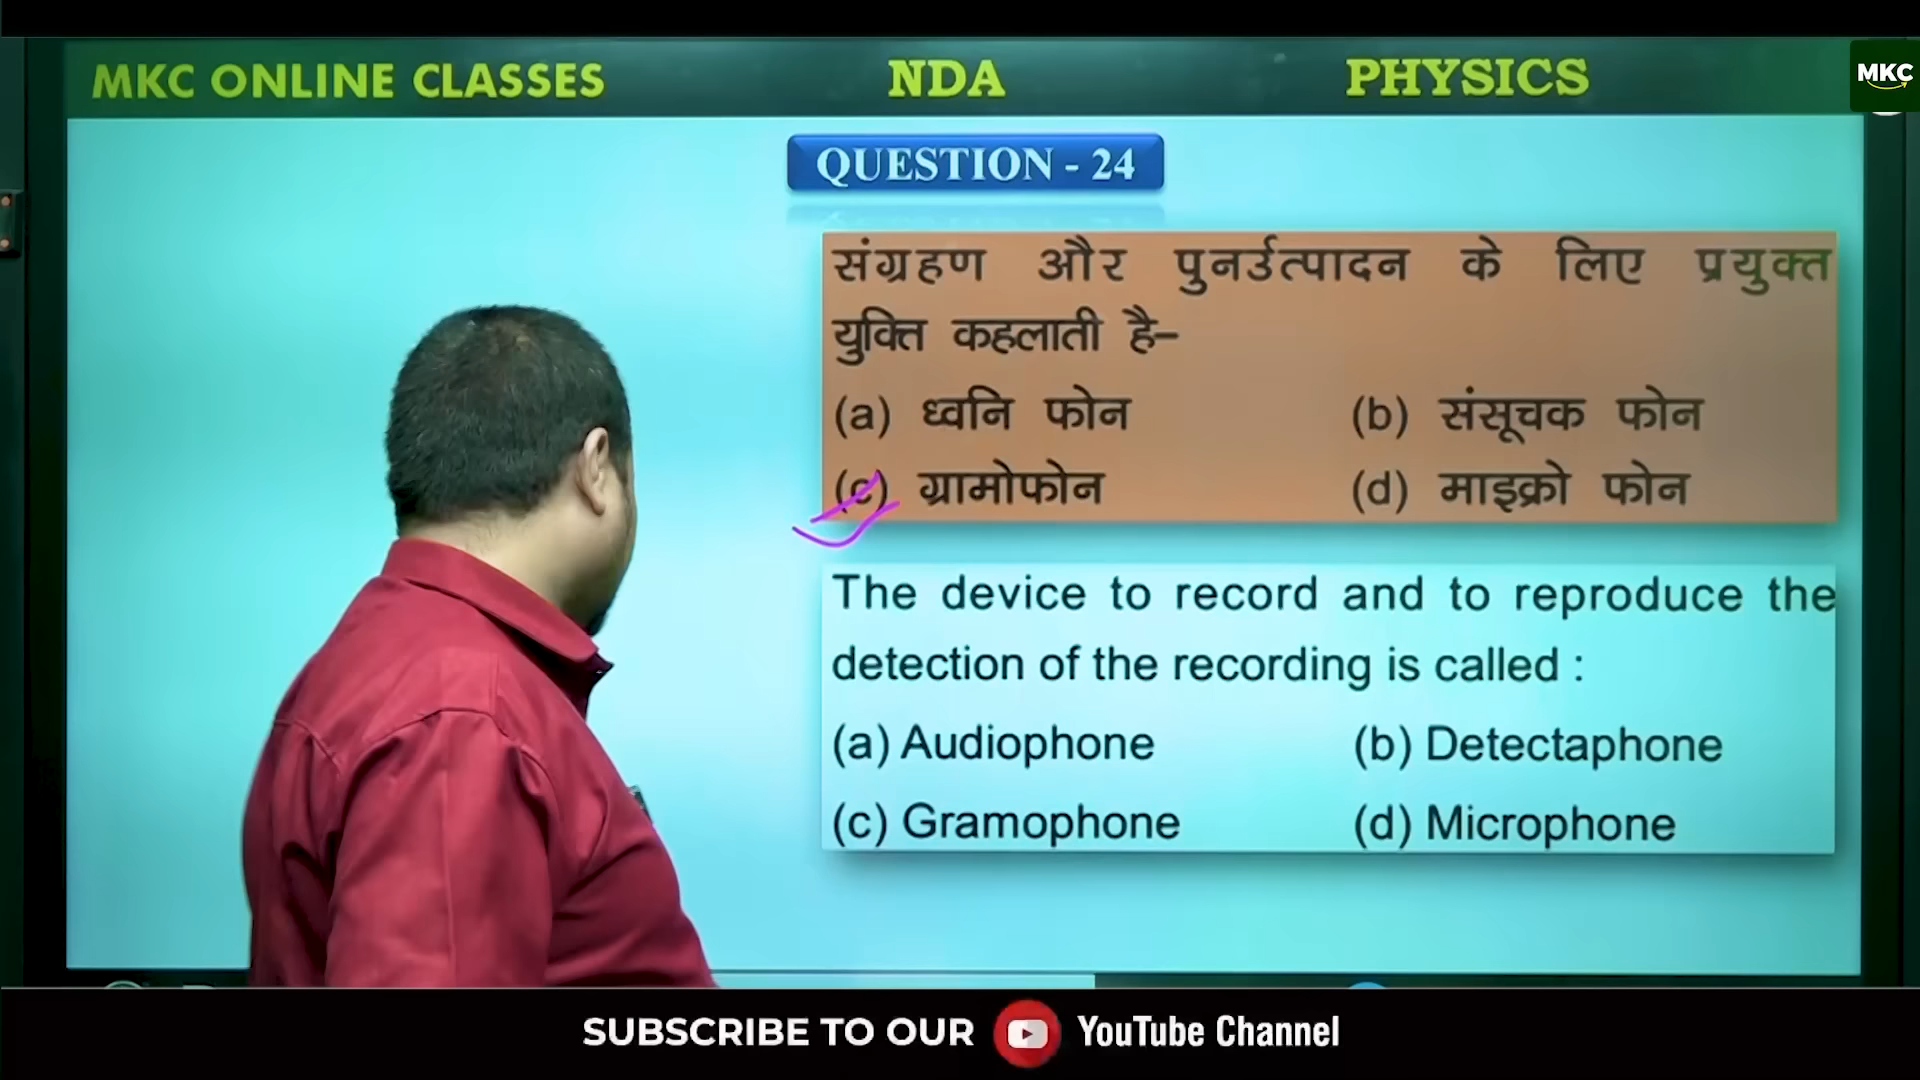 MKC ONLINE CLASSES NDA PHYSICS
MKC
QUESTION - 24
संग्रहण और पुनर्उत्पादन के लिए प्रयुक्त
युक्ति कहलाती है–
(a) ध्वनि फोन (b) संसूचक फोन
(c) ग्रामोफोन (d) माइक्रो फोन
The device to record and to reproduce the
detection of the recording is called :
(a) Audiophone (b) Detectaphone
(c) Gramophone (d) Microphone
SUBSCRIBE TO OUR YouTube Channel